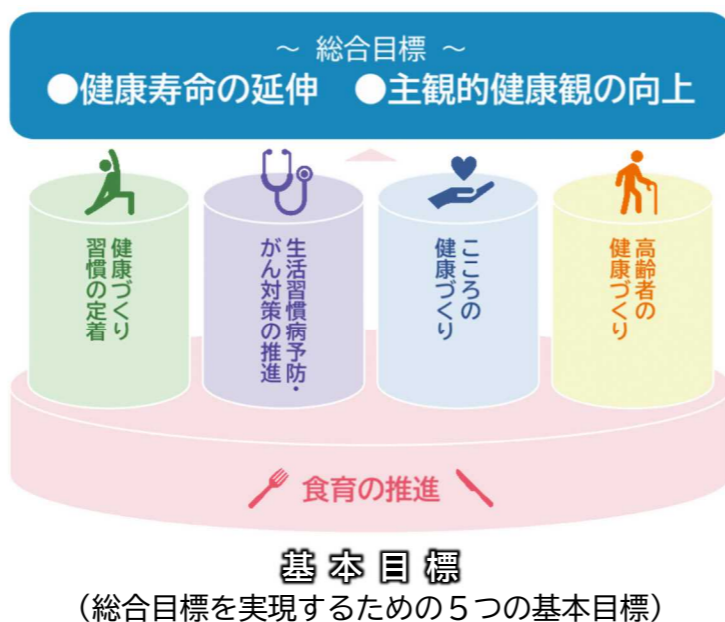 ～ 総合目標 ～
●健康寿命の延伸 ●主観的健康観の向上
健康づくり
習慣の定着
生活習慣病予防・
がん対策の推進
こころの
健康づくり
高齢者の
健康づくり
食育の推進
基本目標
（総合目標を実現するための５つの基本目標）